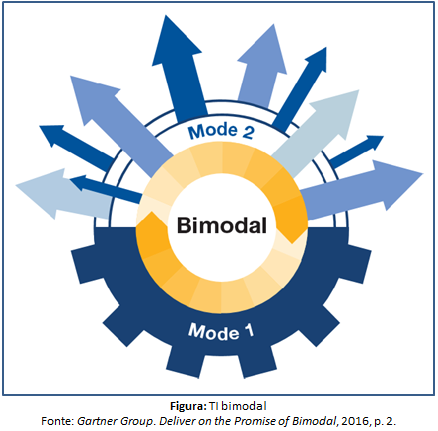 Mode 2
Bimodal
Mode 1
Figura: TI bimodal
Fonte: Gartner Group. Deliver on the Promise of Bimodal, 2016, p. 2.